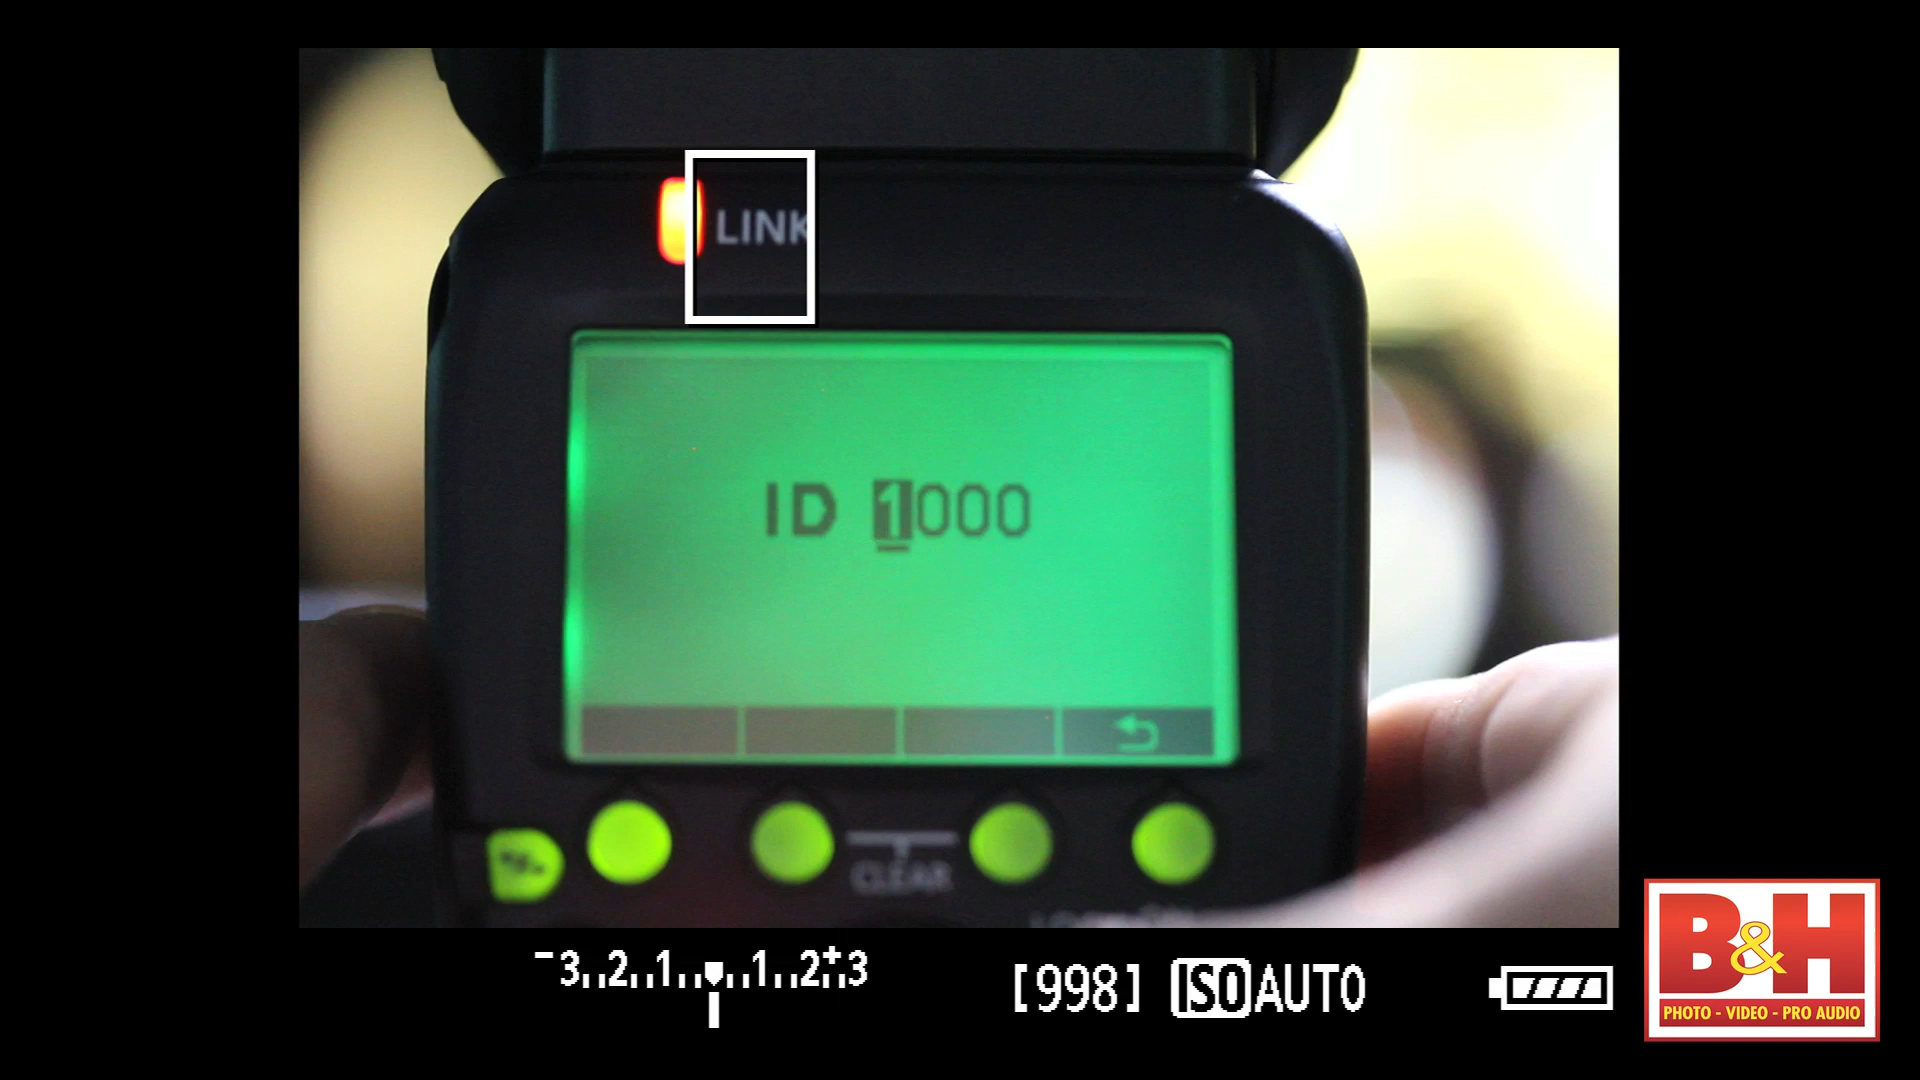 LINK
ID 1000
CLEAR
-3..2..1..▼..1..2..+3
[998] ISO AUTO
B&H
PHOTO - VIDEO - PRO AUDIO